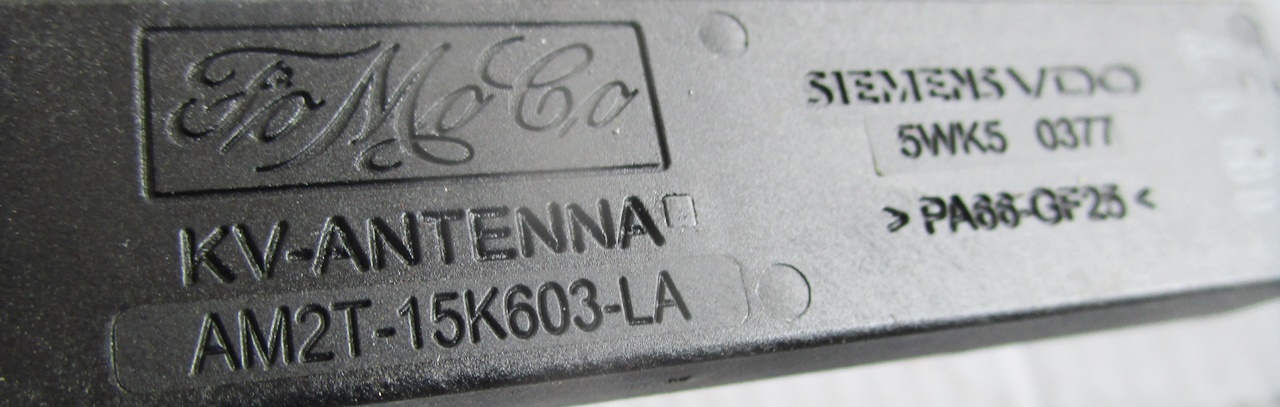 FoMoCo
KV-ANTENNA
AM2T-15K603-LA
SIEMENS VDO
5WK5 0377
>PA66-GF25<